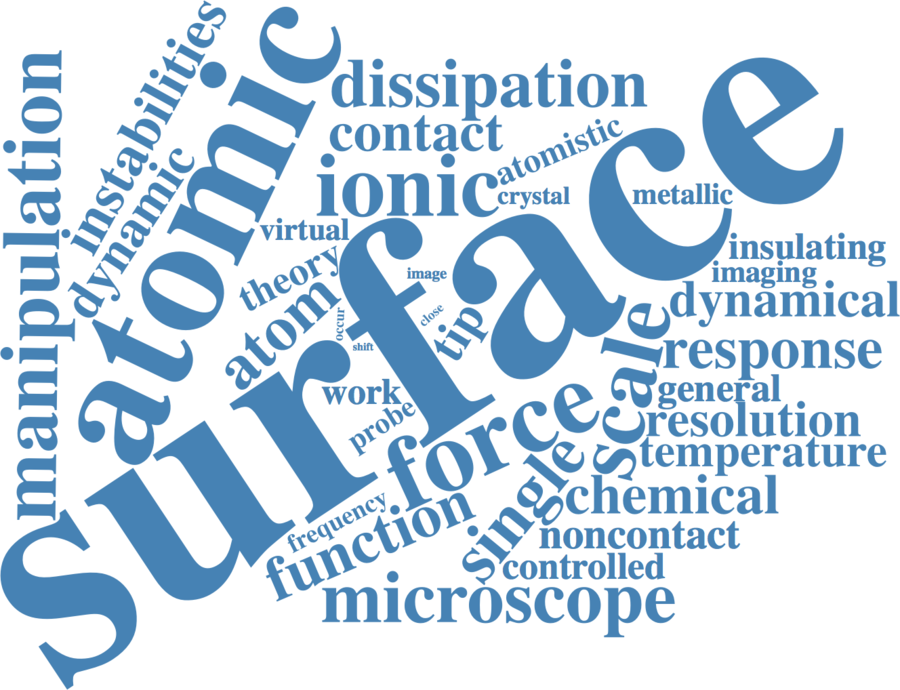 surface
atomic
manipulation
instabilities
dynamic
dissipation
contact
ionic
atomistic
crystal
metallic
virtual
theory
image
atom
occur
shift
close
tip
insulating
imaging
dynamical
scale
response
general
resolution
temperature
work
probe
force
frequency
function
single
chemical
noncontact
controlled
microscope